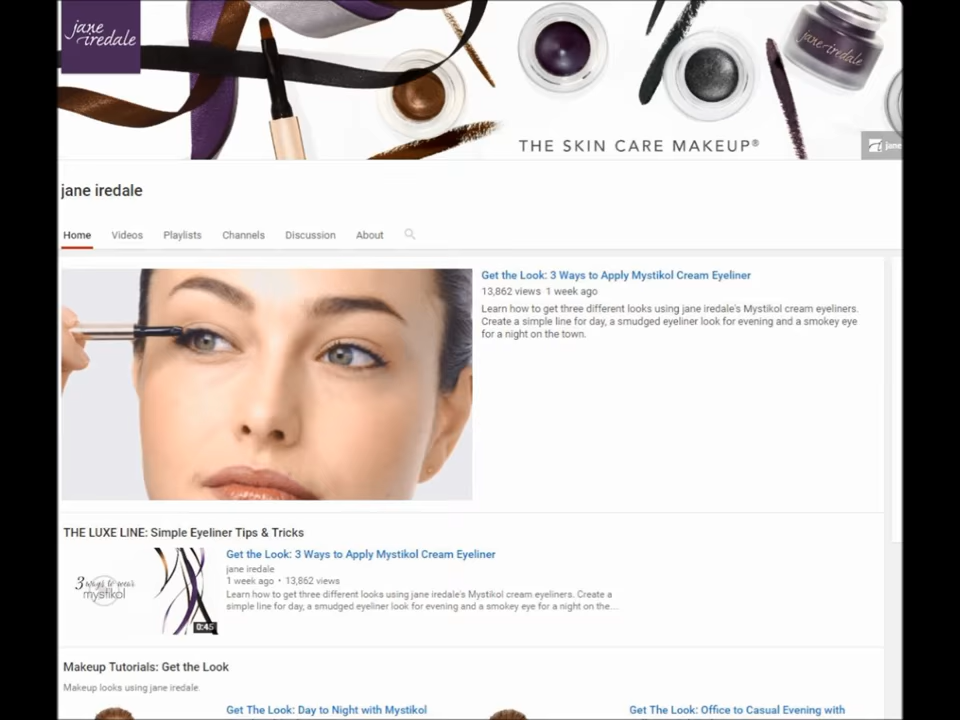 jane
iredale
jane iredale
THE SKIN CARE MAKEUP®
jane
jane iredale
Home Videos Playlists Channels Discussion About
Get the Look: 3 Ways to Apply Mystikol Cream Eyeliner
13,862 views 1 week ago
Learn how to get three different looks using jane iredale's Mystikol cream eyeliners.
Create a simple line for day, a smudged eyeliner look for evening and a smokey eye
for a night on the town.
THE LUXE LINE: Simple Eyeliner Tips & Tricks
Get the Look: 3 Ways to Apply Mystikol Cream Eyeliner
jane iredale
1 week ago • 13,862 views
Learn how to get three different looks using jane iredale's Mystikol cream eyeliners. Create a
simple line for day, a smudged eyeliner look for evening and a smokey eye for a night on the...
3 ways to wear
mystikol
0:45
Makeup Tutorials: Get the Look
Makeup looks using jane iredale.
Get The Look: Day to Night with Mystikol
Get The Look: Office to Casual Evening with